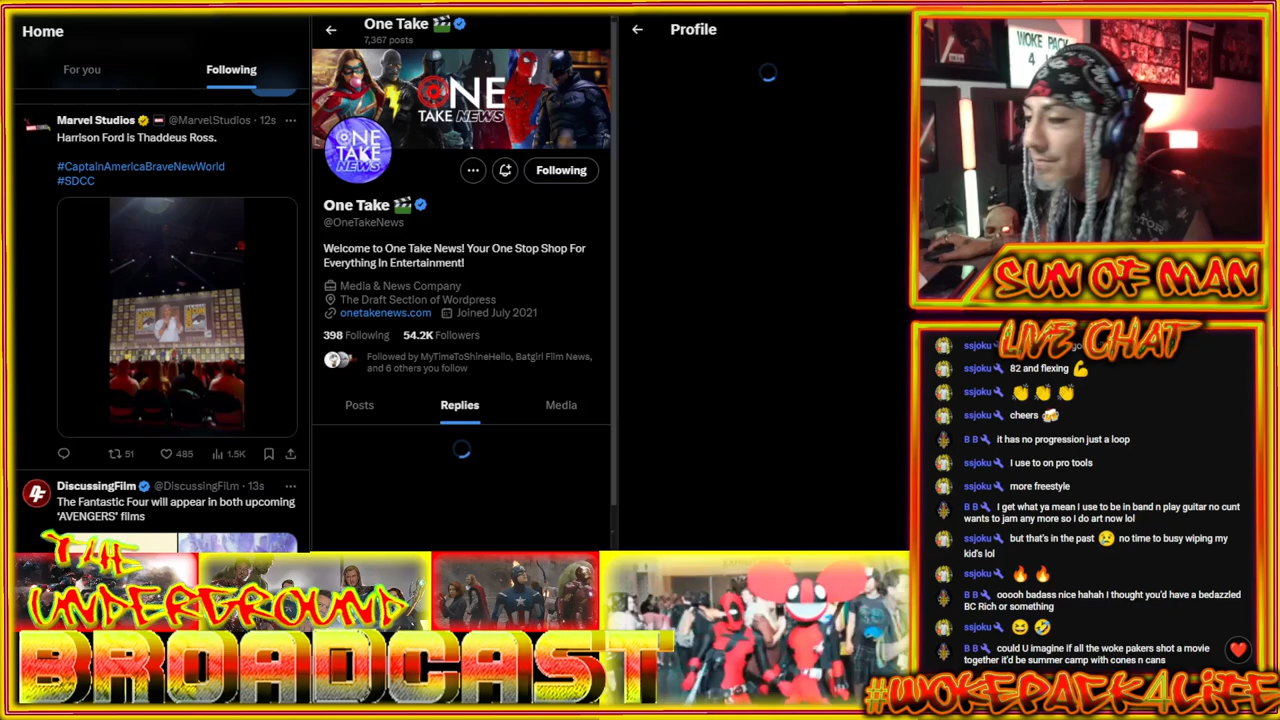 Home
For you
Following
Marvel Studios @MarvelStudios · 12s
Harrison Ford is Thaddeus Ross.
#CaptainAmericaBraveNewWorld
#SDCC
51
485
1.5K
DiscussingFilm @DiscussingFilm · 13s
The Fantastic Four will appear in both upcoming
'AVENGERS' films
One Take
7,367 posts
ONE
TAKE NEWS
ONE
TAKE
NEWS
Following
One Take
@OneTakeNews
Welcome to One Take News! Your One Stop Shop For
Everything In Entertainment!
Media & News Company
The Draft Section of Wordpress
onetakenews.com Joined July 2021
398 Following 54.2K Followers
Followed by MyTimeToShineHello, Batgirl Film News,
and 6 others you follow
Posts
Replies
Media
Profile
WOKE PACK
4
SUN OF MAN
LIVE CHAT
ssjoku
ssjoku 82 and flexing 💪
ssjoku 👏 👏 👏
ssjoku cheers 🍻
B B it has no progression just a loop
ssjoku I use to on pro tools
ssjoku more freestyle
B B I get what ya mean I use to be in band n play guitar no cunt
wants to jam any more so I do art now lol
ssjoku but that's in the past 😢 no time to busy wiping my
kid's lol
ssjoku 🔥 🔥
B B ooooh badass nice hahah I thought you'd have a bedazzled
BC Rich or something
ssjoku 😆 🤣
B B could U imagine if all the woke pakers shot a movie
together it'd be summer camp with cones n cans
THE
UNDERGROUND
BROADCAST
#WOKEPACK4LIFE